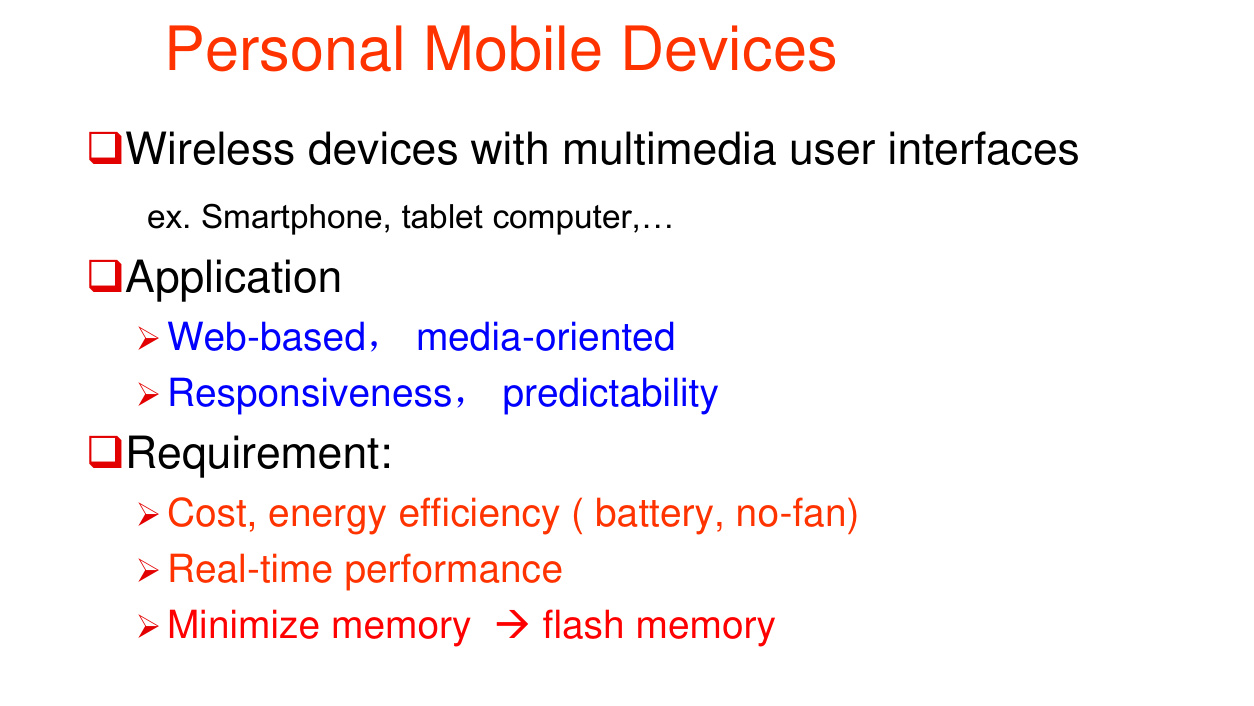 Personal Mobile Devices
❑Wireless devices with multimedia user interfaces
ex. Smartphone, tablet computer,…
❑Application
➢Web-based， media-oriented
➢Responsiveness， predictability
❑Requirement:
➢Cost, energy efficiency ( battery, no-fan)
➢Real-time performance
➢Minimize memory → flash memory